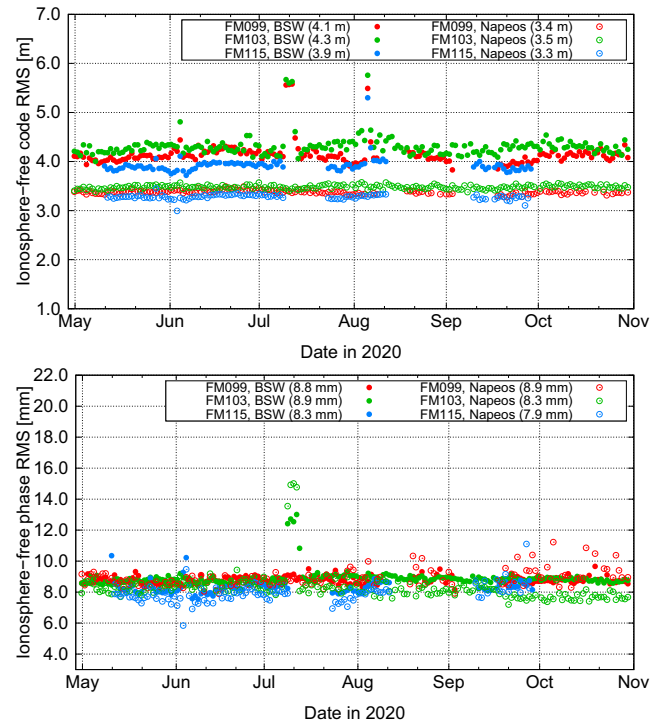 Ionosphere-free code RMS [m]
7.0
6.0
5.0
4.0
3.0
2.0
1.0
FM099, BSW (4.1 m)
FM103, BSW (4.3 m)
FM115, BSW (3.9 m)
FM099, Napeos (3.4 m)
FM103, Napeos (3.5 m)
FM115, Napeos (3.3 m)
May Jun Jul Aug Sep Oct Nov
Date in 2020
Ionosphere-free phase RMS [mm]
22.0
20.0
18.0
16.0
14.0
12.0
10.0
8.0
6.0
4.0
FM099, BSW (8.8 mm)
FM103, BSW (8.9 mm)
FM115, BSW (8.3 mm)
FM099, Napeos (8.9 mm)
FM103, Napeos (8.3 mm)
FM115, Napeos (7.9 mm)
May Jun Jul Aug Sep Oct Nov
Date in 2020